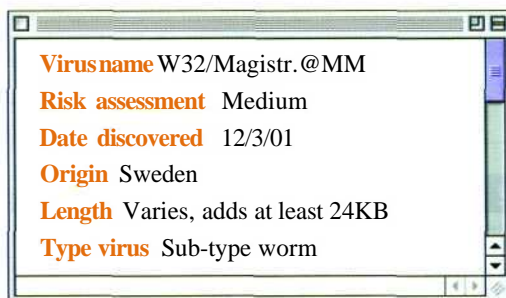 Virus name W32/Magistr.@MM
Risk assessment Medium
Date discovered 12/3/01
Origin Sweden
Length Varies, adds at least 24KB
Type virus Sub-type worm